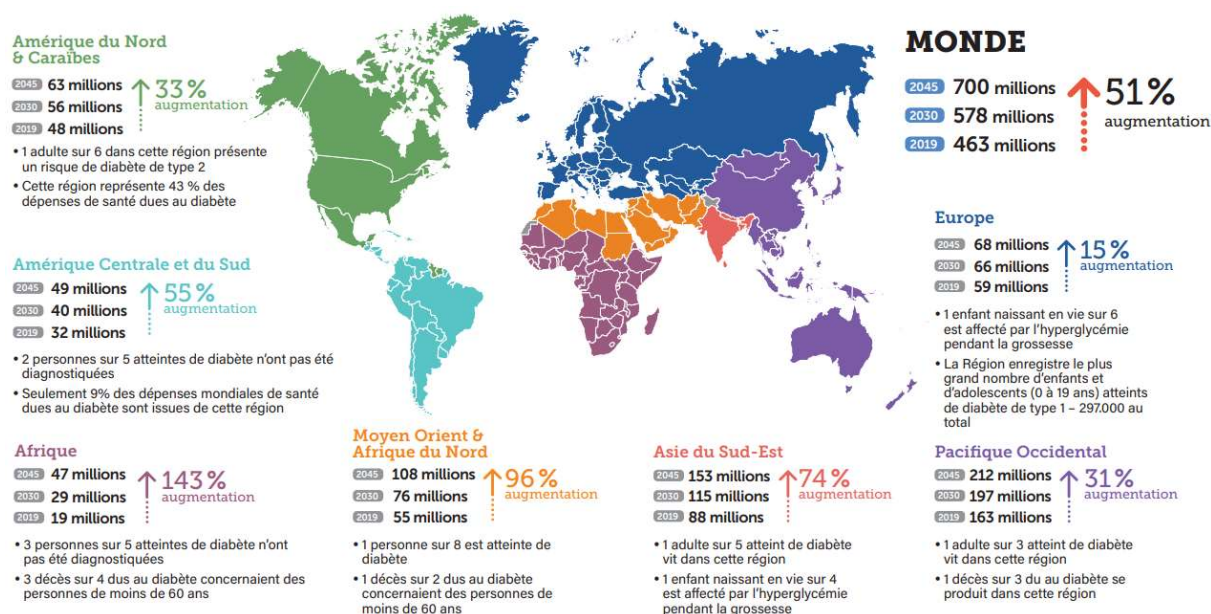 Amérique du Nord
& Caraïbes
2045 63 millions
2030 56 millions
2019 48 millions
33%
augmentation
• 1 adulte sur 6 dans cette région présente
un risque de diabète de type 2
• Cette région représente 43 % des
dépenses de santé dues au diabète
MONDE
2045 700 millions
2030 578 millions
2019 463 millions
51%
augmentation
Amérique Centrale et du Sud
2045 49 millions
2030 40 millions
2019 32 millions
55%
augmentation
• 2 personnes sur 5 atteintes de diabète n'ont pas été
diagnostiquées
• Seulement 9% des dépenses mondiales de santé
dues au diabète sont issues de cette région
Europe
2045 68 millions
2030 66 millions
2019 59 millions
15%
augmentation
• 1 enfant naissant en vie sur 6
est affecté par l'hyperglycémie
pendant la grossesse
• La Région enregistre le plus
grand nombre d'enfants et
d'adolescents (0 à 19 ans) atteints
de diabète de type 1 – 297.000 au
total
Afrique
2045 47 millions
2030 29 millions
2019 19 millions
143%
augmentation
• 3 personnes sur 5 atteintes de diabète n'ont
pas été diagnostiquées
• 3 décès sur 4 dus au diabète concernaient des
personnes de moins de 60 ans
Moyen Orient &
Afrique du Nord
2045 108 millions
2030 76 millions
2019 55 millions
96%
augmentation
• 1 personne sur 8 est atteinte de
diabète
• 1 décès sur 2 dus au diabète
concernaient des personnes de
moins de 60 ans
Asie du Sud-Est
2045 153 millions
2030 115 millions
2019 88 millions
74%
augmentation
• 1 adulte sur 5 atteint de diabète
vit dans cette région
• 1 enfant naissant en vie sur 4
est affecté par l'hyperglycémie
pendant la grossesse
Pacifique Occidental
2045 212 millions
2030 197 millions
2019 163 millions
31%
augmentation
• 1 adulte sur 3 atteint de diabète
vit dans cette région
• 1 décès sur 3 du au diabète se
produit dans cette région